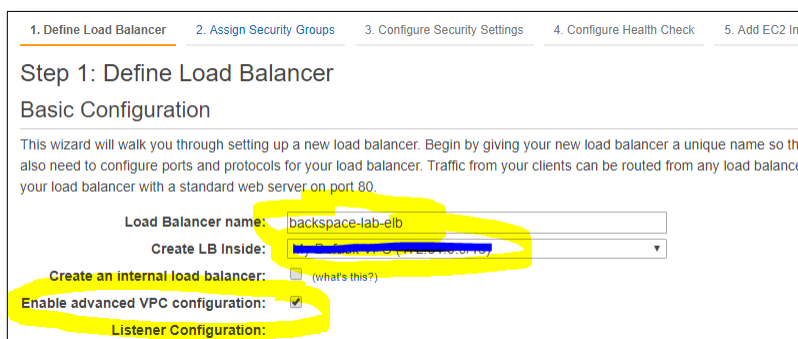 1. Define Load Balancer 2. Assign Security Groups 3. Configure Security Settings 4. Configure Health Check 5. Add EC2 In
Step 1: Define Load Balancer
Basic Configuration
This wizard will walk you through setting up a new load balancer. Begin by giving your new load balancer a unique name so th
also need to configure ports and protocols for your load balancer. Traffic from your clients can be routed from any load balance
your load balancer with a standard web server on port 80.
Load Balancer name: backspace-lab-elb
Create LB Inside:
Create an internal load balancer: (what's this?)
Enable advanced VPC configuration:
Listener Configuration: